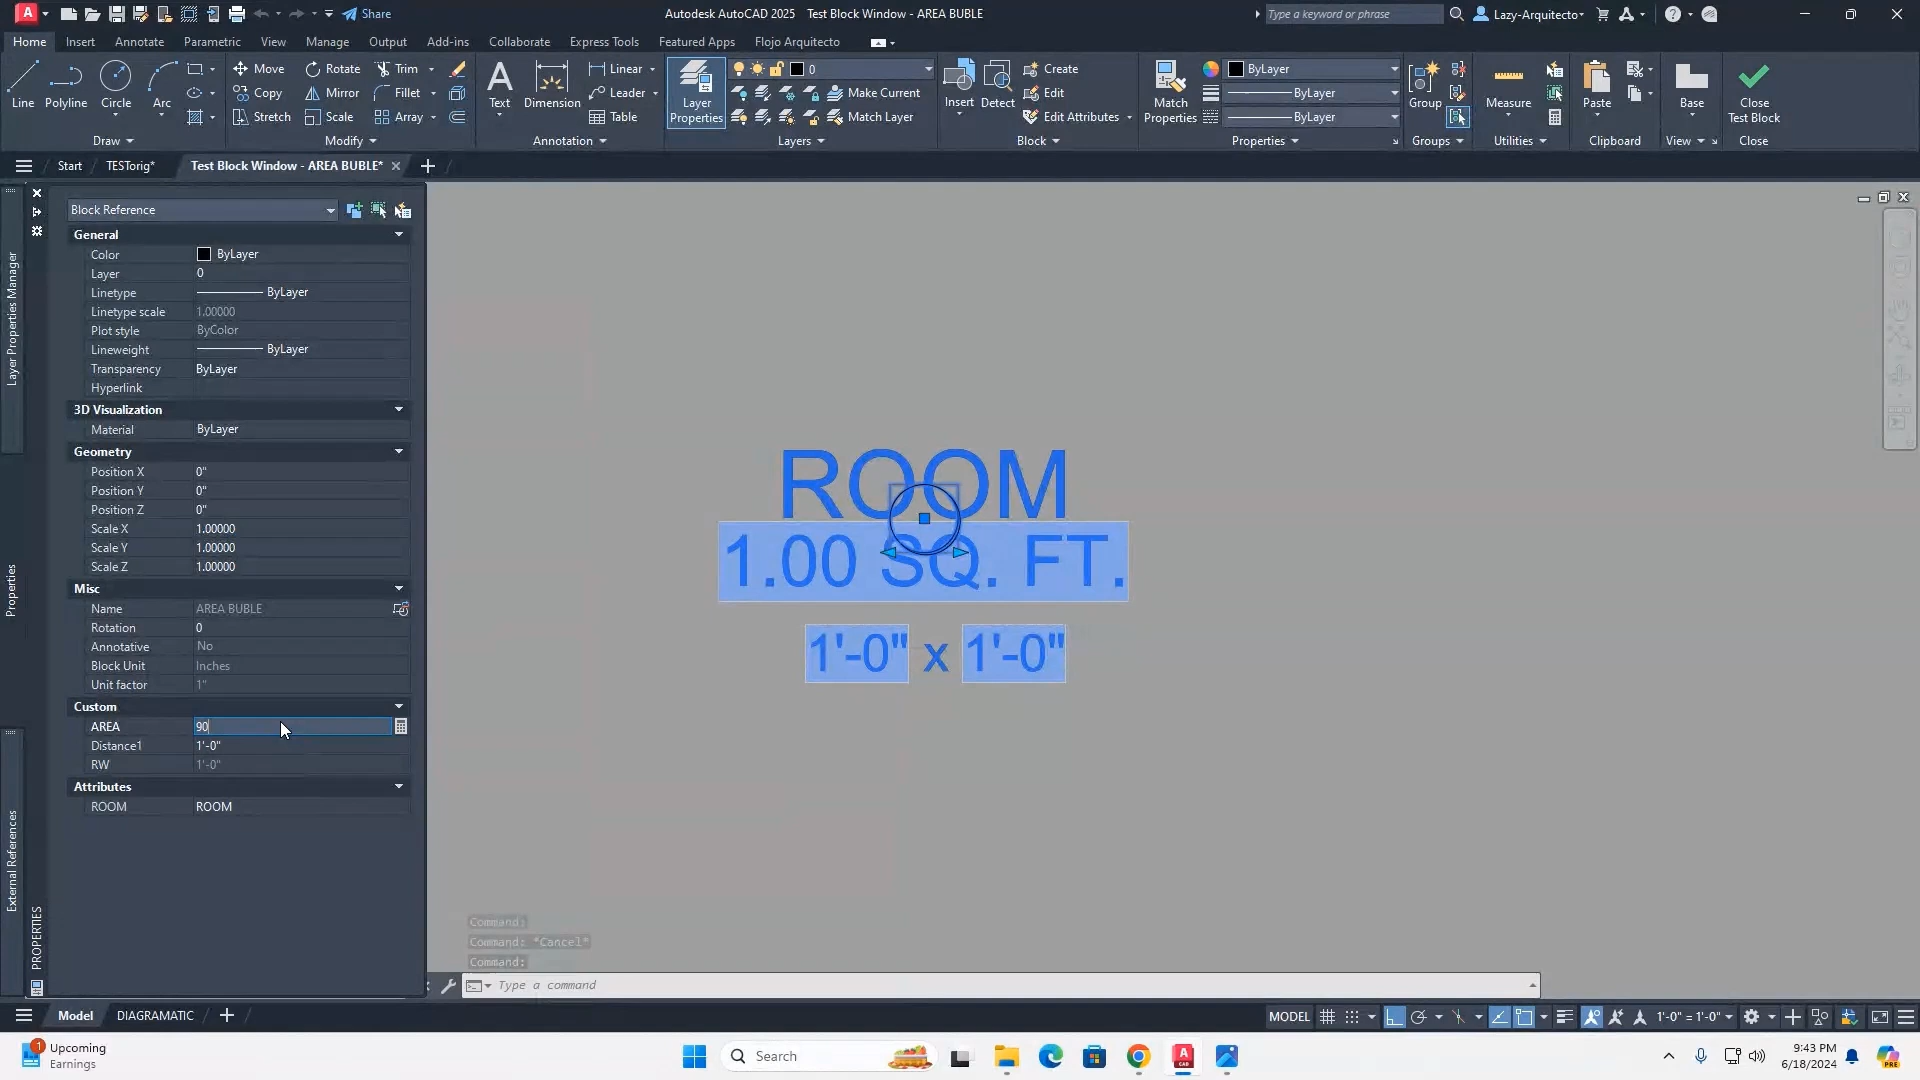 A
Share
Autodesk AutoCAD 2025   Test Block Window - AREA BUBLE
Type a keyword or phrase
Lazy-Arquitecto
Home
Insert
Annotate
Parametric
View
Manage
Output
Add-ins
Collaborate
Express Tools
Featured Apps
Flojo Arquitecto
Line
Polyline
Circle
Arc
Draw
Move
Rotate
Trim
Copy
Mirror
Fillet
Stretch
Scale
Array
Modify
Text
Dimension
Linear
Leader
Table
Annotation
Layer
Properties
0
Make Current
Match Layer
Layers
Insert
Detect
Create
Edit
Edit Attributes
Block
Match
Properties
ByLayer
ByLayer
ByLayer
Properties
Group
Groups
Measure
Utilities
Paste
Clipboard
Base
View
Close
Test Block
Close
Start
TESTorig*
Test Block Window - AREA BUBLE*
Layer Properties Manager
Properties
External References
PROPERTIES
Block Reference
General
Color ByLayer
Layer 0
Linetype ByLayer
Linetype scale 1.00000
Plot style ByColor
Lineweight ByLayer
Transparency ByLayer
Hyperlink
3D Visualization
Material ByLayer
Geometry
Position X 0"
Position Y 0"
Position Z 0"
Scale X 1.00000
Scale Y 1.00000
Scale Z 1.00000
Misc
Name AREA BUBLE
Rotation 0
Annotative No
Block Unit Inches
Unit factor 1"
Custom
AREA 90
Distance1 1'-0"
RW 1'-0"
Attributes
ROOM ROOM
ROOM
1.00 SQ. FT.
1'-0" x 1'-0"
Command:
Command: *Cancel*
Command:
Type a command
Model
DIAGRAMATIC
MODEL
1'-0" = 1'-0"
1
Upcoming
Earnings
Search
A
CAD
9:43 PM
6/18/2024
PRE